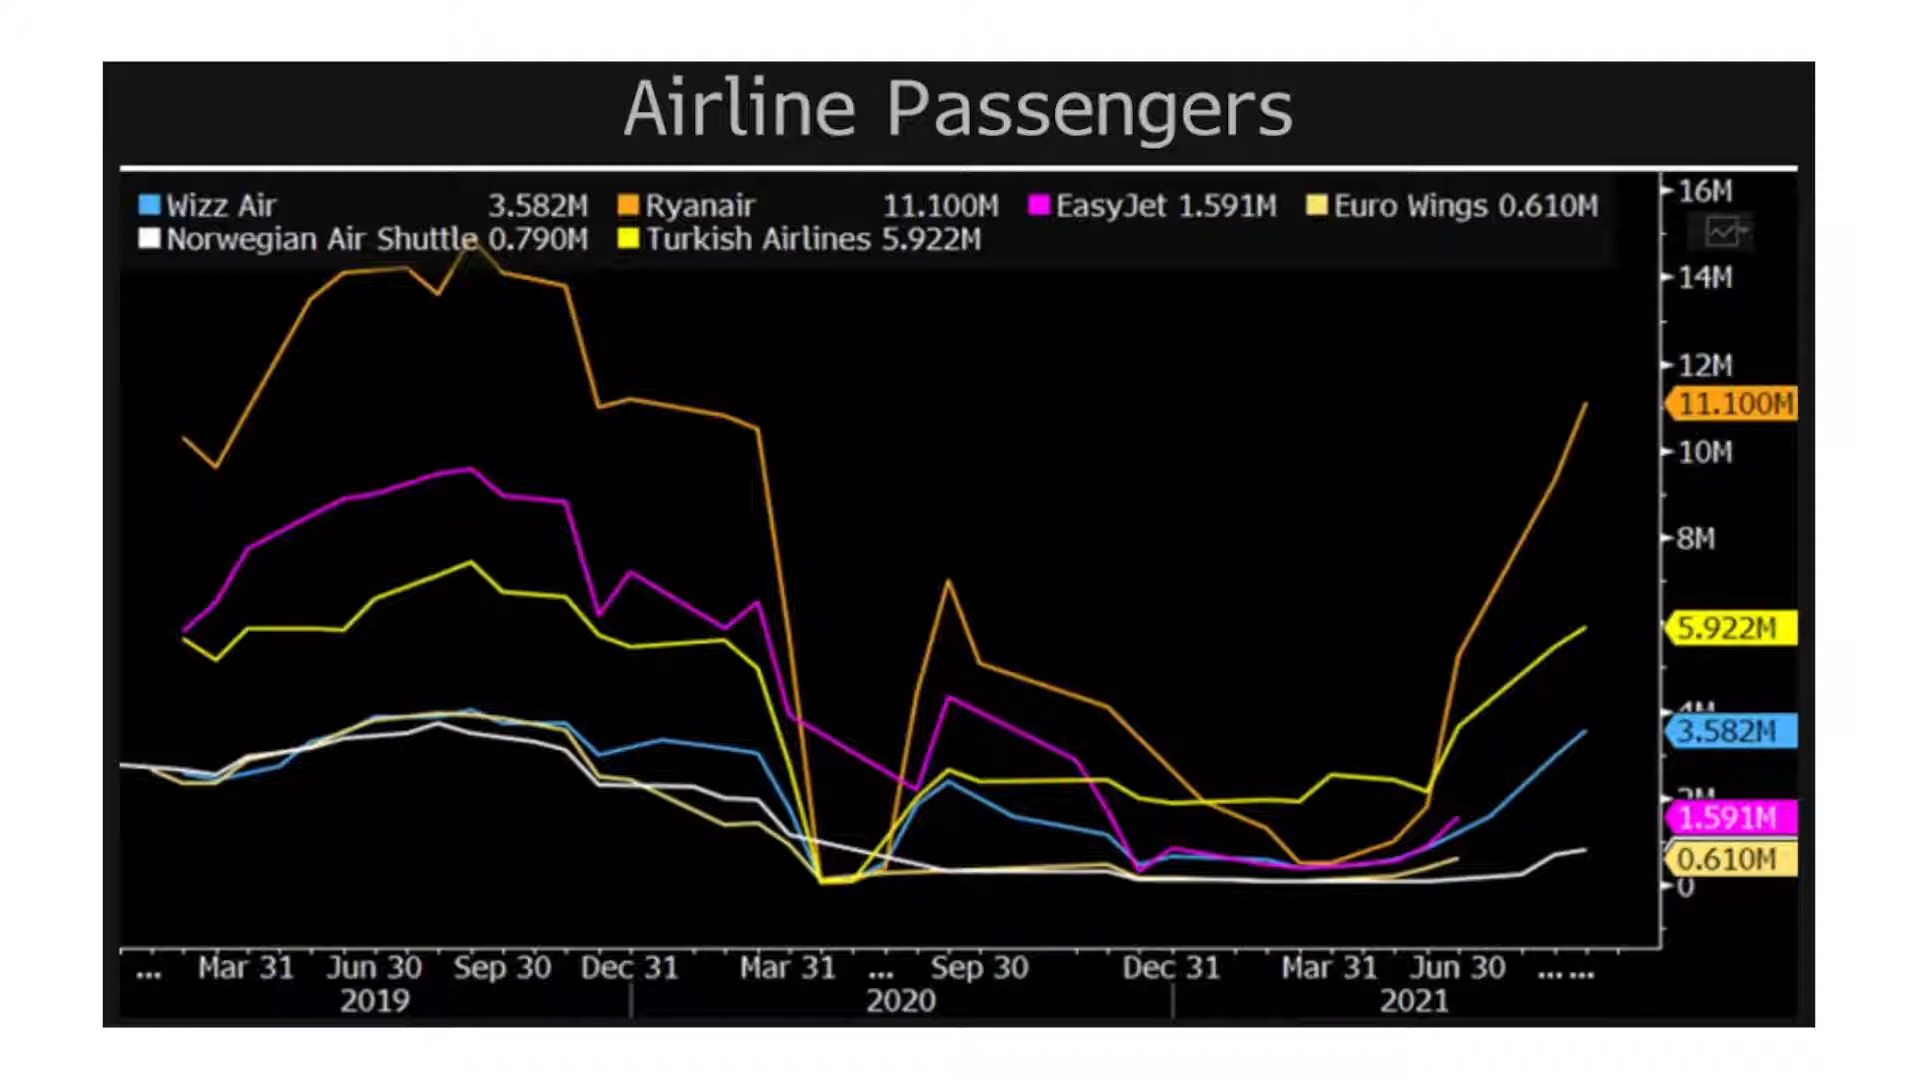 Airline Passengers
Wizz Air 3.582M Ryanair 11.100M EasyJet 1.591M Euro Wings 0.610M
Norwegian Air Shuttle 0.790M Turkish Airlines 5.922M
16M
14M
12M
11.100M
10M
8M
5.922M
4M
3.582M
2M
1.591M
0.610M
0
... Mar 31 Jun 30 Sep 30 Dec 31 Mar 31 ... Sep 30 Dec 31 Mar 31 Jun 30 ... ...
2019 2020 2021